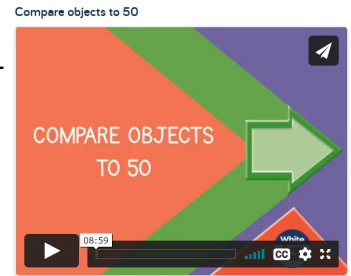 Compare objects to 50
COMPARE OBJECTS
TO 50
08:59
White
CC